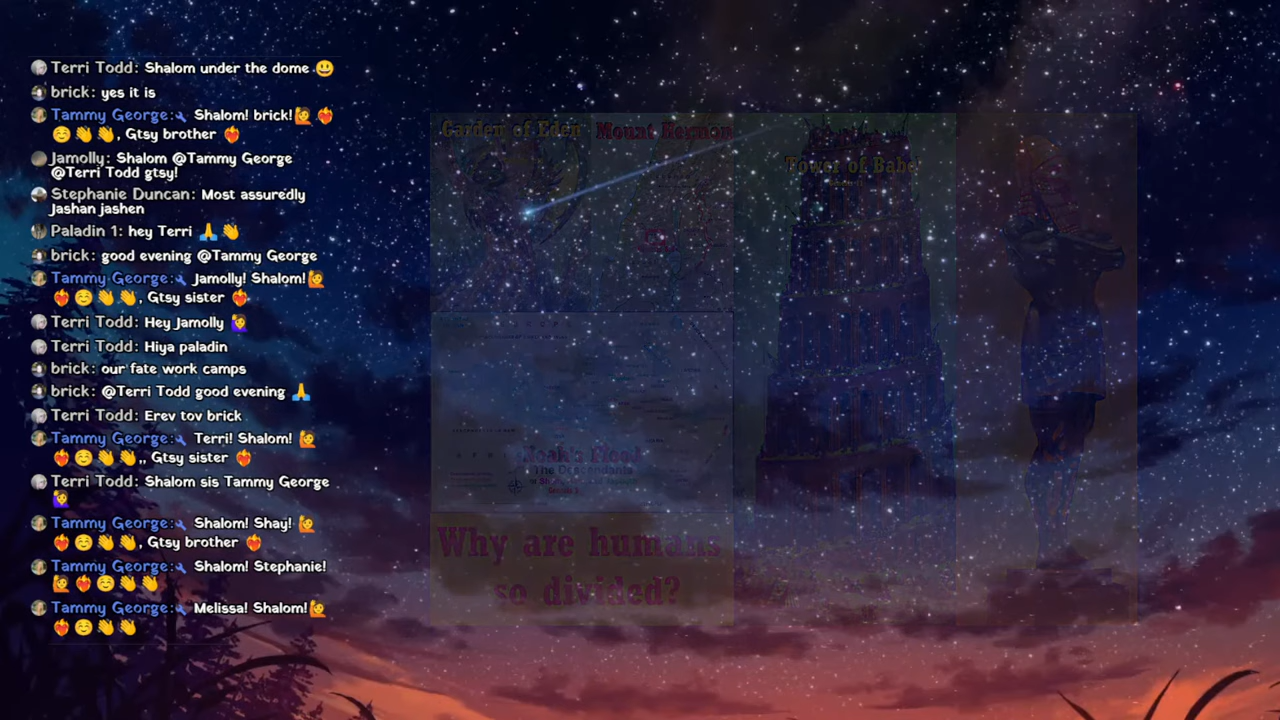 Terri Todd: Shalom under the dome 😃
brick: yes it is
Tammy George: Shalom! brick!🙋❤️‍🔥
☺️👋👋, Gtsy brother ❤️‍🔥
Jamolly: Shalom @Tammy George
@Terri Todd gtsy!
Stephanie Duncan: Most assuredly
Jashan jashen
Paladin 1: hey Terri 🙏👋
brick: good evening @Tammy George
Tammy George: Jamolly! Shalom!🙋
❤️‍🔥☺️👋👋, Gtsy sister ❤️‍🔥
Terri Todd: Hey Jamolly 🙋‍♀️
Terri Todd: Hiya paladin
brick: our fate work camps
brick: @Terri Todd good evening 🙏
Terri Todd: Erev tov brick
Tammy George: Terri! Shalom! 🙋
❤️‍🔥☺️👋👋,, Gtsy sister ❤️‍🔥
Terri Todd: Shalom sis Tammy George
🙋‍♀️
Tammy George: Shalom! Shay! 🙋
❤️‍🔥☺️👋👋, Gtsy brother ❤️‍🔥
Tammy George: Shalom! Stephanie!
🙋❤️‍🔥☺️👋👋
Tammy George: Melissa! Shalom!🙋
❤️‍🔥☺️👋👋
Garden of Eden
Mount Hermon
Tower of Babel
Noah's Flood
The Descendants
Why are humans
so divided?